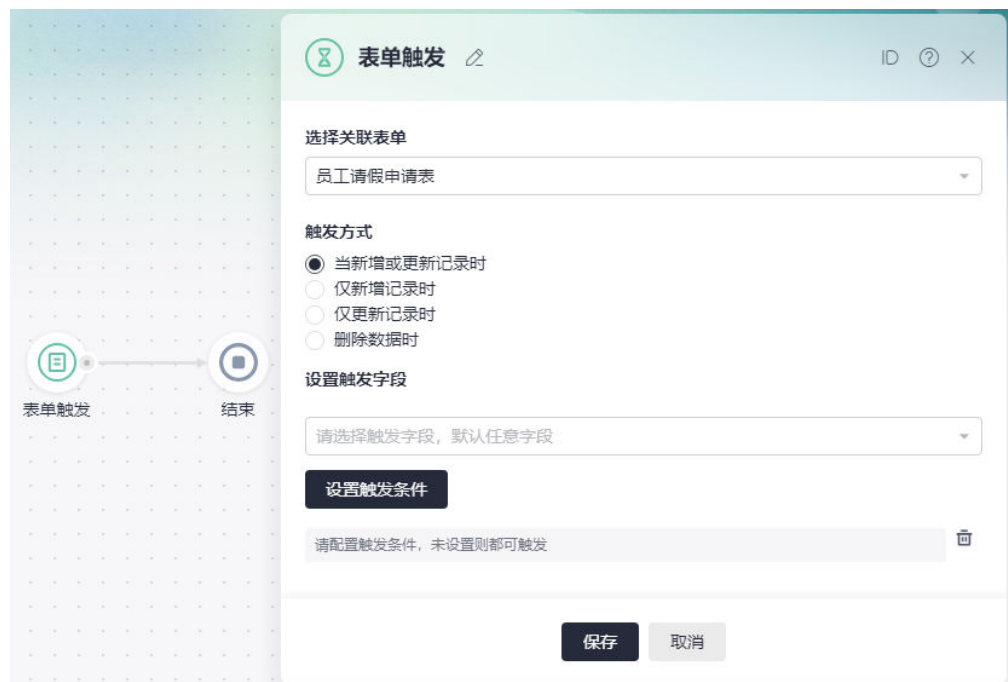 表单触发
ID
选择关联表单
员工请假申请表
触发方式
当新增或更新记录时
仅新增记录时
仅更新记录时
删除数据时
设置触发字段
请选择触发字段，默认任意字段
设置触发条件
请配置触发条件，未设置则都可触发
保存 取消
表单触发 结束